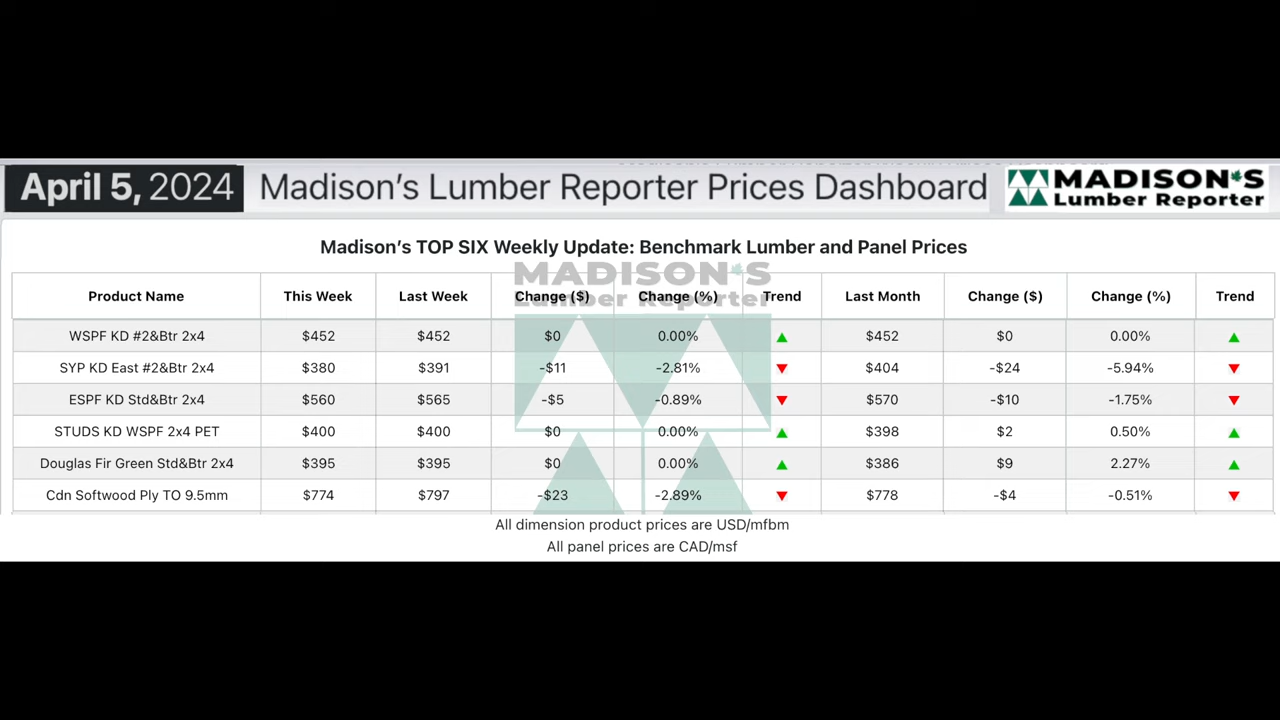 April 5, 2024 Madison's Lumber Reporter Prices Dashboard MADISON'S
Lumber Reporter
Madison's TOP SIX Weekly Update: Benchmark Lumber and Panel Prices
MADISON'S
Lumber Reporter
Product Name This Week Last Week Change ($) Change (%) Trend Last Month Change ($) Change (%) Trend
WSPF KD #2&Btr 2x4 $452 $452 $0 0.00% ▲ $452 $0 0.00% ▲
SYP KD East #2&Btr 2x4 $380 $391 -$11 -2.81% ▼ $404 -$24 -5.94% ▼
ESPF KD Std&Btr 2x4 $560 $565 -$5 -0.89% ▼ $570 -$10 -1.75% ▼
STUDS KD WSPF 2x4 PET $400 $400 $0 0.00% ▲ $398 $2 0.50% ▲
Douglas Fir Green Std&Btr 2x4 $395 $395 $0 0.00% ▲ $386 $9 2.27% ▲
Cdn Softwood Ply TO 9.5mm $774 $797 -$23 -2.89% ▼ $778 -$4 -0.51% ▼
All dimension product prices are USD/mfbm
All panel prices are CAD/msf